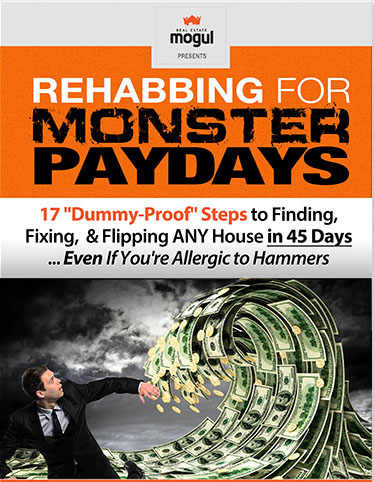 REAL ESTATE
mogul
PRESENTS
REHABBING FOR
MONSTER
PAYDAYS
17 "Dummy-Proof" Steps to Finding,
Fixing, & Flipping ANY House in 45 Days
... Even If You're Allergic to Hammers